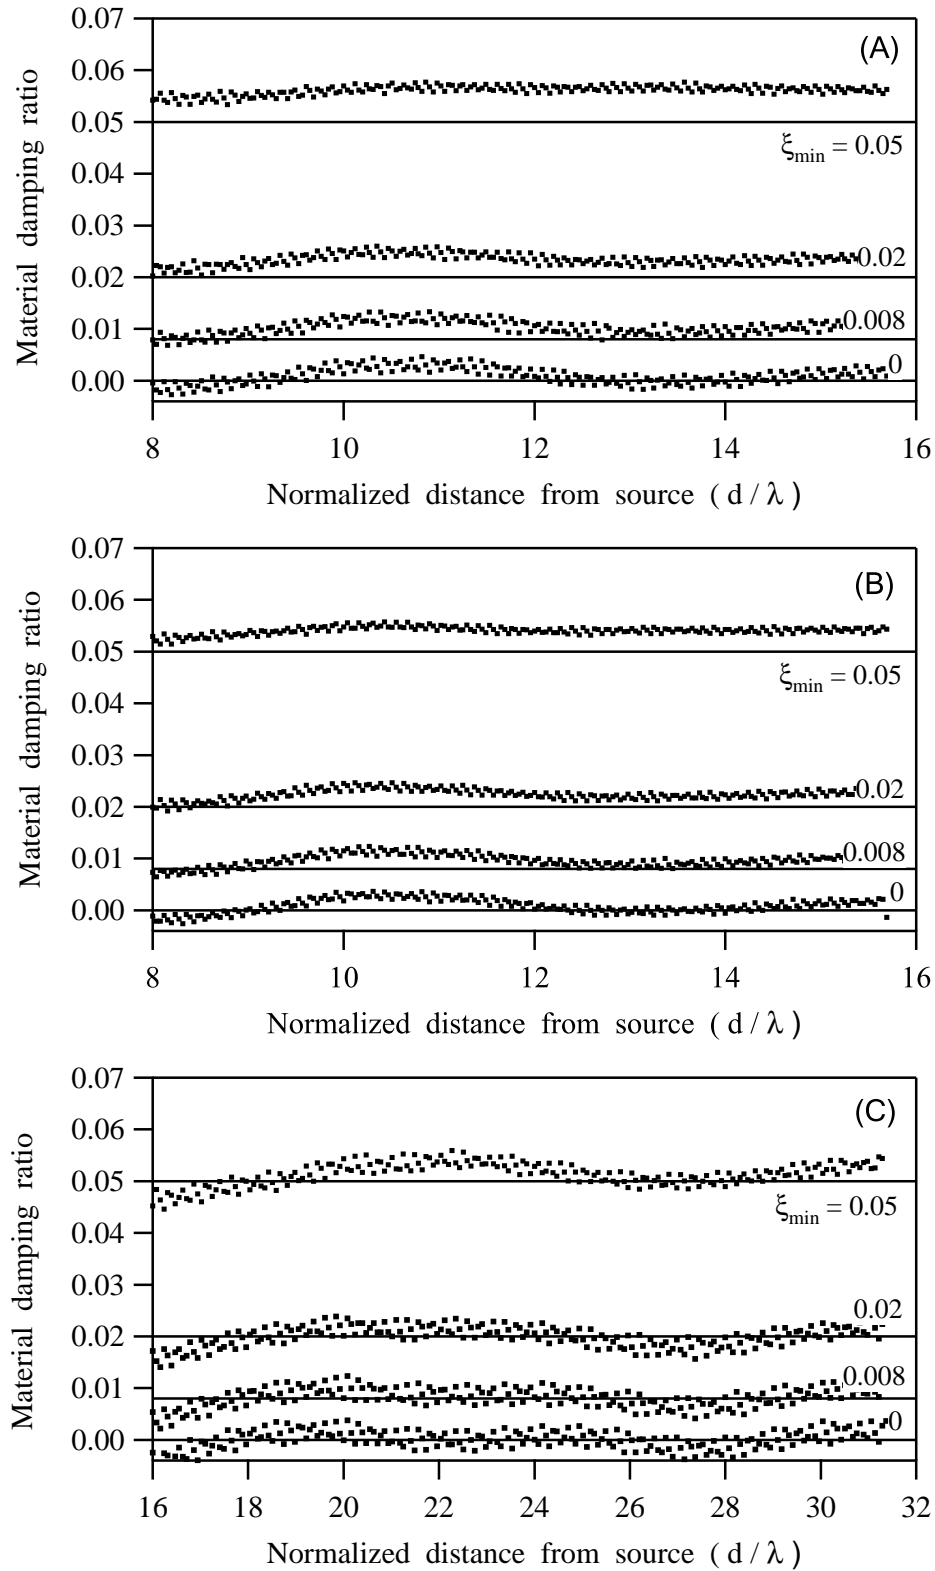 0.07
(A)
0.06
0.05
ξmin = 0.05
0.04
0.03
0.02
0.02
0.01
0.008
0.00
0
Material damping ratio
8 10 12 14 16
Normalized distance from source ( d / λ )
0.07
(B)
0.06
0.05
ξmin = 0.05
0.04
0.03
0.02
0.02
0.01
0.008
0.00
0
Material damping ratio
8 10 12 14 16
Normalized distance from source ( d / λ )
0.07
(C)
0.06
0.05
ξmin = 0.05
0.04
0.03
0.02
0.02
0.01
0.008
0.00
0
Material damping ratio
16 18 20 22 24 26 28 30 32
Normalized distance from source ( d / λ )